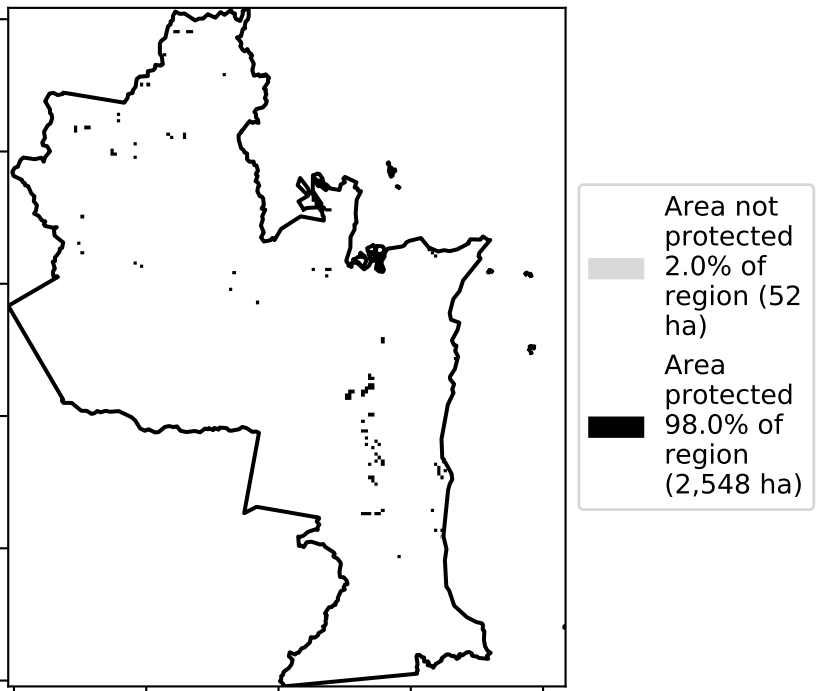 Area not
protected
2.0% of
region (52
ha)
Area
protected
98.0% of
region
(2,548 ha)